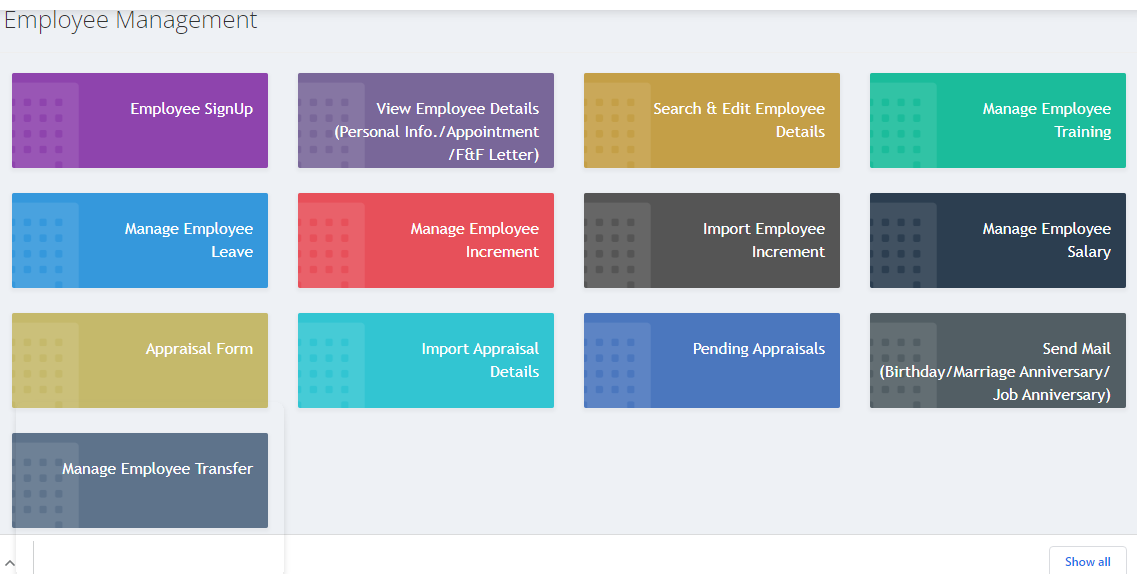 Employee Management
Employee SignUp
View Employee Details
(Personal Info./Appointment
/F&F Letter)
Search & Edit Employee
Details
Manage Employee
Training
Manage Employee
Leave
Manage Employee
Increment
Import Employee
Increment
Manage Employee
Salary
Appraisal Form
Import Appraisal
Details
Pending Appraisals
Send Mail
(Birthday/Marriage Anniversary/
Job Anniversary)
Manage Employee Transfer
Show all